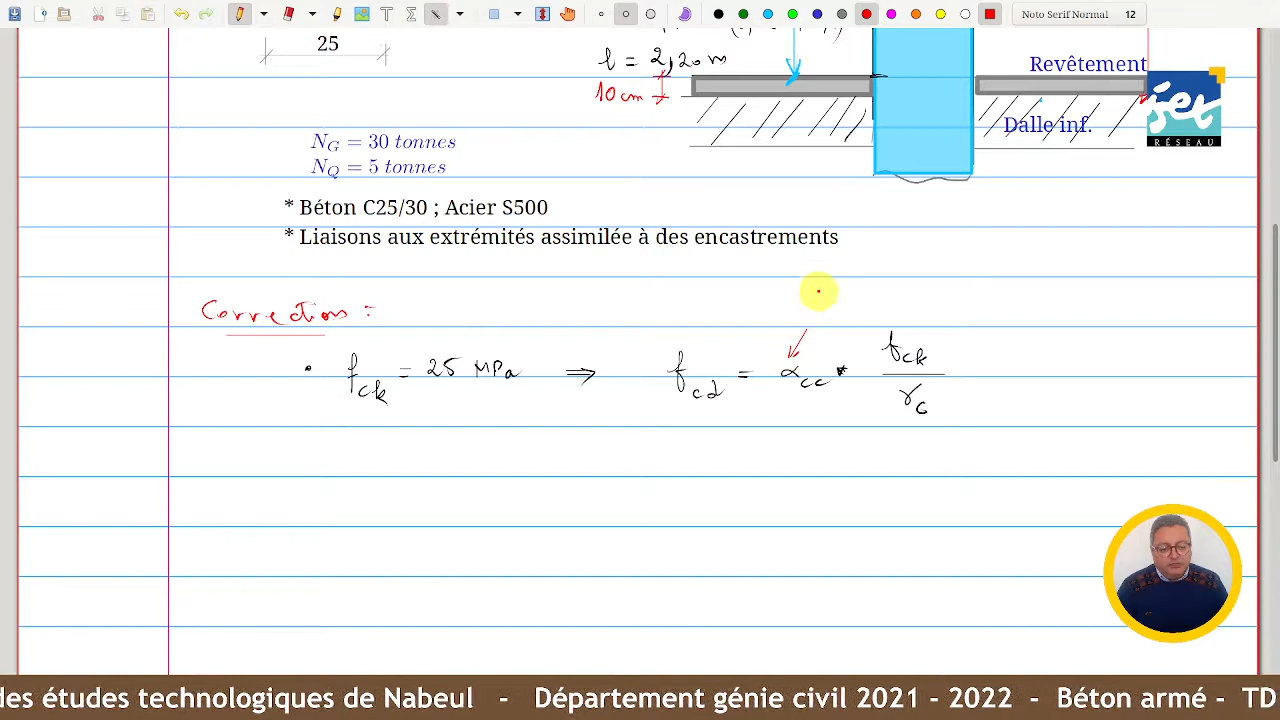 Noto Serif Normal 12
25
l = 2,20 m
Revêtement
10 cm
Dalle inf.
iset
RÉSEAU
N_G = 30 tonnes
N_Q = 5 tonnes
* Béton C25/30 ; Acier S500
* Liaisons aux extrémités assimilée à des encastrements
Correction :
• f_ck = 25 MPa ⇒ f_cd = α_cc * f_ck / γ_c
des études technologiques de Nabeul - Département génie civil 2021 - 2022 - Béton armé - TD